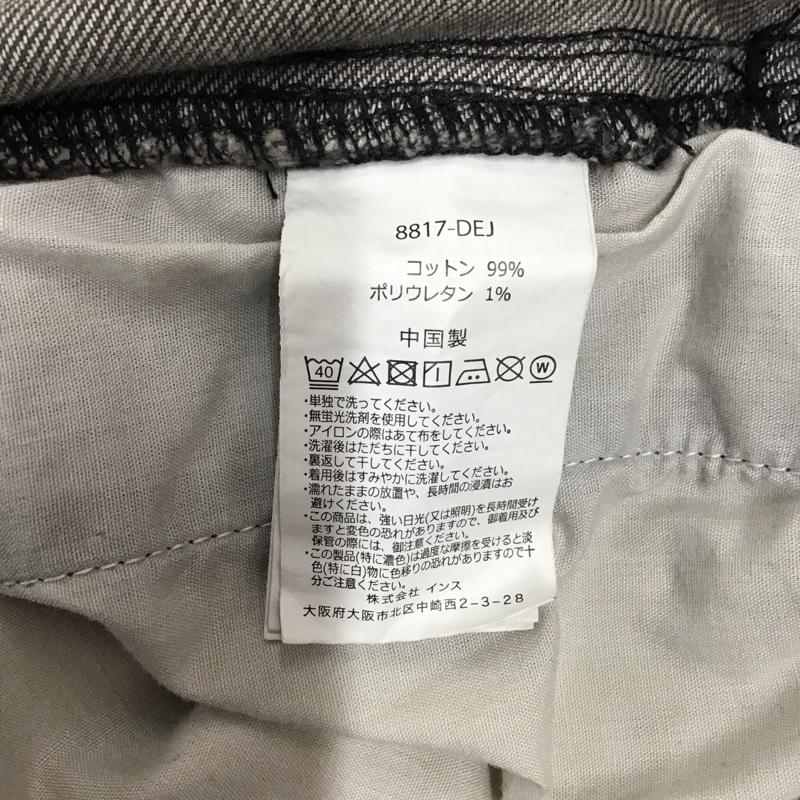 8817-DEJ
コットン 99%
ポリウレタン 1%
中国製
40 W
・単独で洗ってください。
・無蛍光洗剤を使用してください。
・アイロンの際はあて布をしてください。
・洗濯後はただちに干してください。
・裏返して干してください。
・着用後はすみやかに洗濯してください。
・濡れたままの放置や、長時間の浸漬はお
避けください。
・この商品は、強い日光(又は照明)を長時間受け
ますと変色の恐れがありますので、御着用及び
保管の際には、御注意ください。
・この製品(特に濃色)は過度な摩擦を受けると淡
色(特に白)物に色移りの恐れがありますので十
分ご注意ください。
株式会社 インス
大阪府大阪市北区中崎西2-3-28